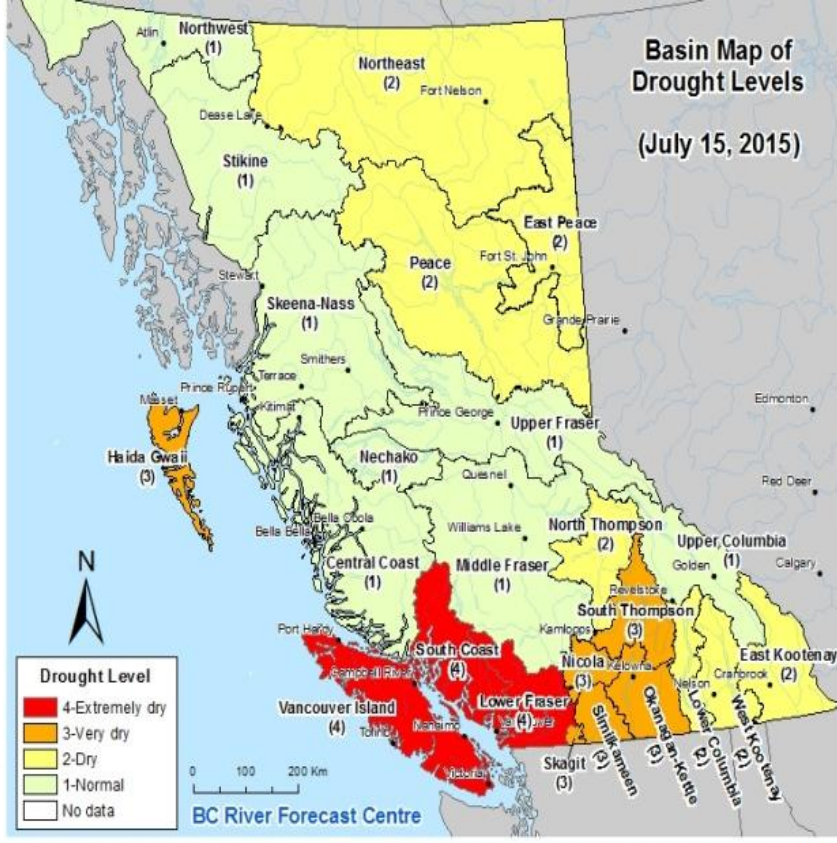 Basin Map of
Drought Levels
(July 15, 2015)
Atlin
Northwest
(1)
Northeast
(2)
Fort Nelson
Dease Lake
Stikine
(1)
East Peace
(2)
Fort St. John
Peace
(2)
Stewart
Skeena-Nass
(1)
Grande Prairie
Smithers
Terrace
Prince Rupert
Kitimat
Masset
Haida Gwaii
(3)
Prince George
Upper Fraser
(1)
Edmonton
Nechako
(1)
Quesnel
Red Deer
Bella Coola
Bella Bella
Williams Lake
North Thompson
(2)
Upper Columbia
(1)
Golden
Calgary
Central Coast
(1)
Middle Fraser
(1)
Revelstoke
South Thompson
(3)
Port Hardy
Kamloops
South Coast
(4)
Campbell River
Nicola
(3)
Kelowna
East Kootenay
(2)
Cranbrook
Nelson
Vancouver Island
(4)
Lower Fraser
(4)
Vancouver
Tofino
Nanaimo
Victoria
Skagit
(3)
Similkameen
(3)
Okanagan-Kettle
(3)
Lower Columbia
(2)
West Kootenay
(2)
N
Drought Level
4-Extremely dry
3-Very dry
2-Dry
1-Normal
No data
0 100 200 Km
BC River Forecast Centre